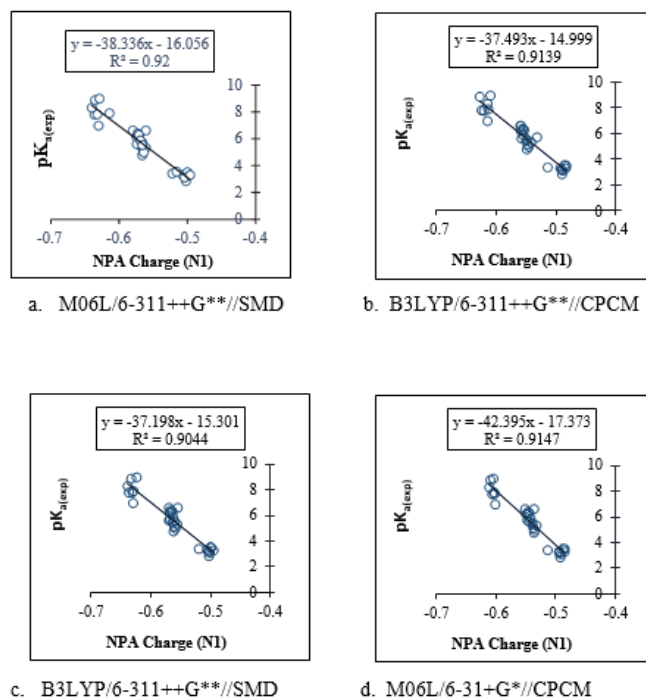 y = -38.336x - 16.056
R² = 0.92
10
8
6
4
2
0
pKa(exp)
-0.7 -0.6 -0.5 -0.4
NPA Charge (N1)
a. M06L/6-311++G**//SMD
y = -37.493x - 14.999
R² = 0.9139
10
8
6
4
2
0
pKa(exp)
-0.7 -0.6 -0.5 -0.4
NPA Charge (N1)
b. B3LYP/6-311++G**//CPCM
y = -37.198x - 15.301
R² = 0.9044
10
8
6
4
2
0
pKa(exp)
-0.7 -0.6 -0.5 -0.4
NPA Charge (N1)
c. B3LYP/6-311++G**//SMD
y = -42.395x - 17.373
R² = 0.9147
10
8
6
4
2
0
pKa(exp)
-0.7 -0.6 -0.5 -0.4
NPA Charge (N1)
d. M06L/6-31+G*//CPCM